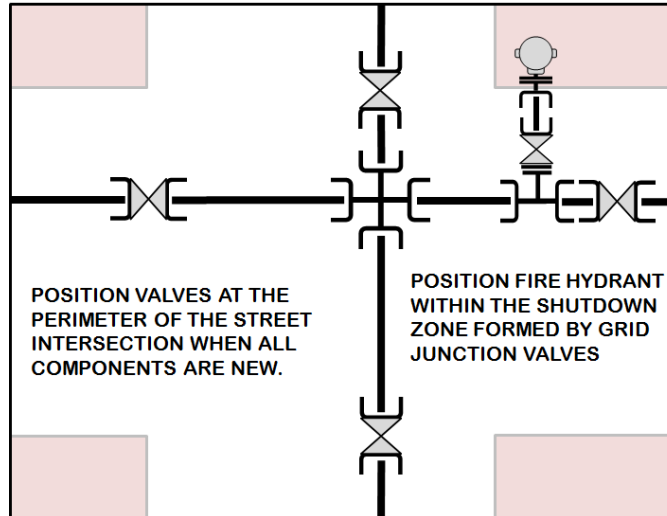 POSITION VALVES AT THE
PERIMETER OF THE STREET
INTERSECTION WHEN ALL
COMPONENTS ARE NEW.
POSITION FIRE HYDRANT
WITHIN THE SHUTDOWN
ZONE FORMED BY GRID
JUNCTION VALVES